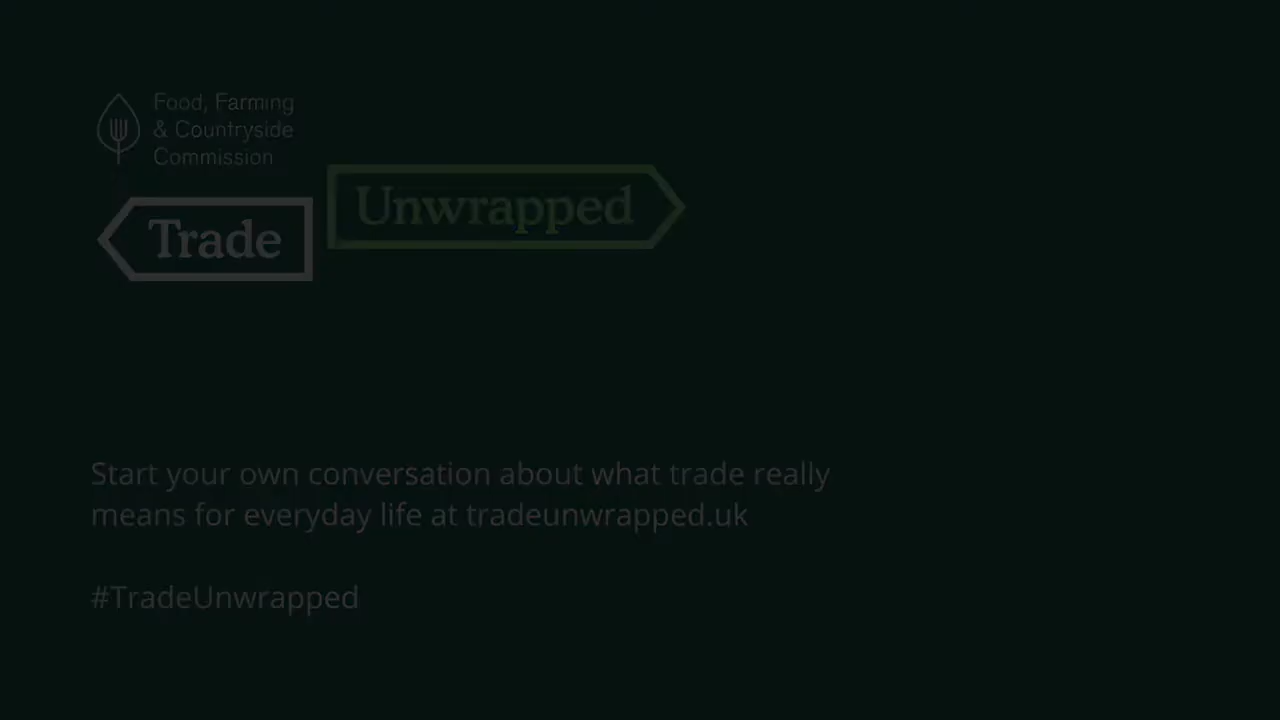 Food, Farming
& Countryside
Commission
Trade
Unwrapped
Start your own conversation about what trade really
means for everyday life at tradeunwrapped.uk
#TradeUnwrapped